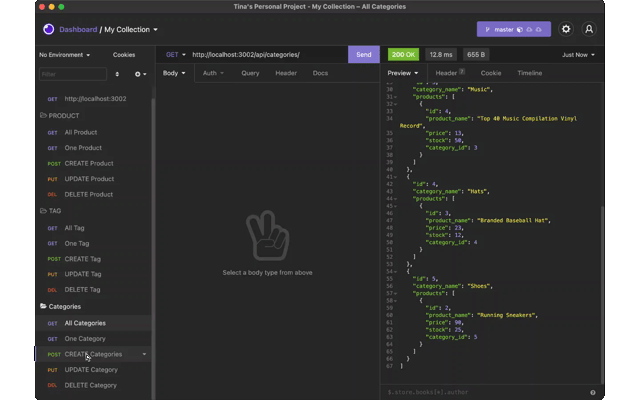 Tina's Personal Project - My Collection – All Categories
Dashboard / My Collection
master
No Environment
Cookies
GET http://localhost:3002/api/categories/
Send
200 OK
12.8 ms
655 B
Just Now
Filter
Body
Auth
Query
Header
Docs
Preview
Header 7
Cookie
Timeline
GET http://localhost:3002
PRODUCT
GET All Product
GET One Product
POST CREATE Product
PUT UPDATE Product
DEL DELETE Product
TAG
GET All Tag
GET One Tag
POST CREATE Tag
PUT UPDATE Tag
DEL DELETE Tag
Categories
GET All Categories
GET One Category
POST CREATE Categories
PUT UPDATE Category
DEL DELETE Category
Select a body type from above
30 "category_name": "Music",
31 "products": [
32 {
33 "id": 4,
34 "product_name": "Top 40 Music Compilation Vinyl
Record",
35 "price": 13,
36 "stock": 50,
37 "category_id": 3
38 }
39 ]
40 },
41 {
42 "id": 4,
43 "category_name": "Hats",
44 "products": [
45 {
46 "id": 3,
47 "product_name": "Branded Baseball Hat",
48 "price": 23,
49 "stock": 12,
50 "category_id": 4
51 }
52 ]
53 },
54 {
55 "id": 5,
56 "category_name": "Shoes",
57 "products": [
58 {
59 "id": 2,
60 "product_name": "Running Sneakers",
61 "price": 90,
62 "stock": 25,
63 "category_id": 5
64 }
65 ]
66 }
67 ]
$.store.books[*].author